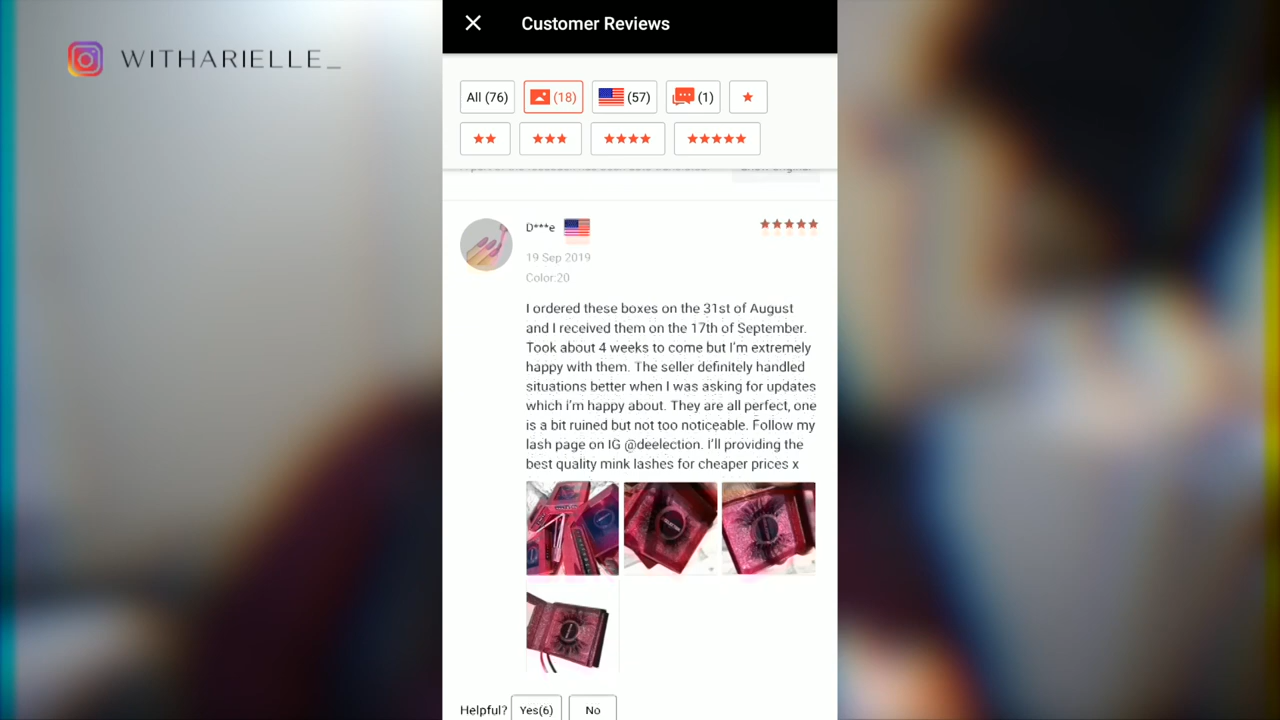 WITHARIELLE_
Customer Reviews
All (76)
(18)
(57)
(1)
D***e
19 Sep 2019
Color:20
I ordered these boxes on the 31st of August
and I received them on the 17th of September.
Took about 4 weeks to come but I'm extremely
happy with them. The seller definitely handled
situations better when I was asking for updates
which i'm happy about. They are all perfect, one
is a bit ruined but not too noticeable. Follow my
lash page on IG @deelection. I'll providing the
best quality mink lashes for cheaper prices x
Helpful?
Yes(6)
No